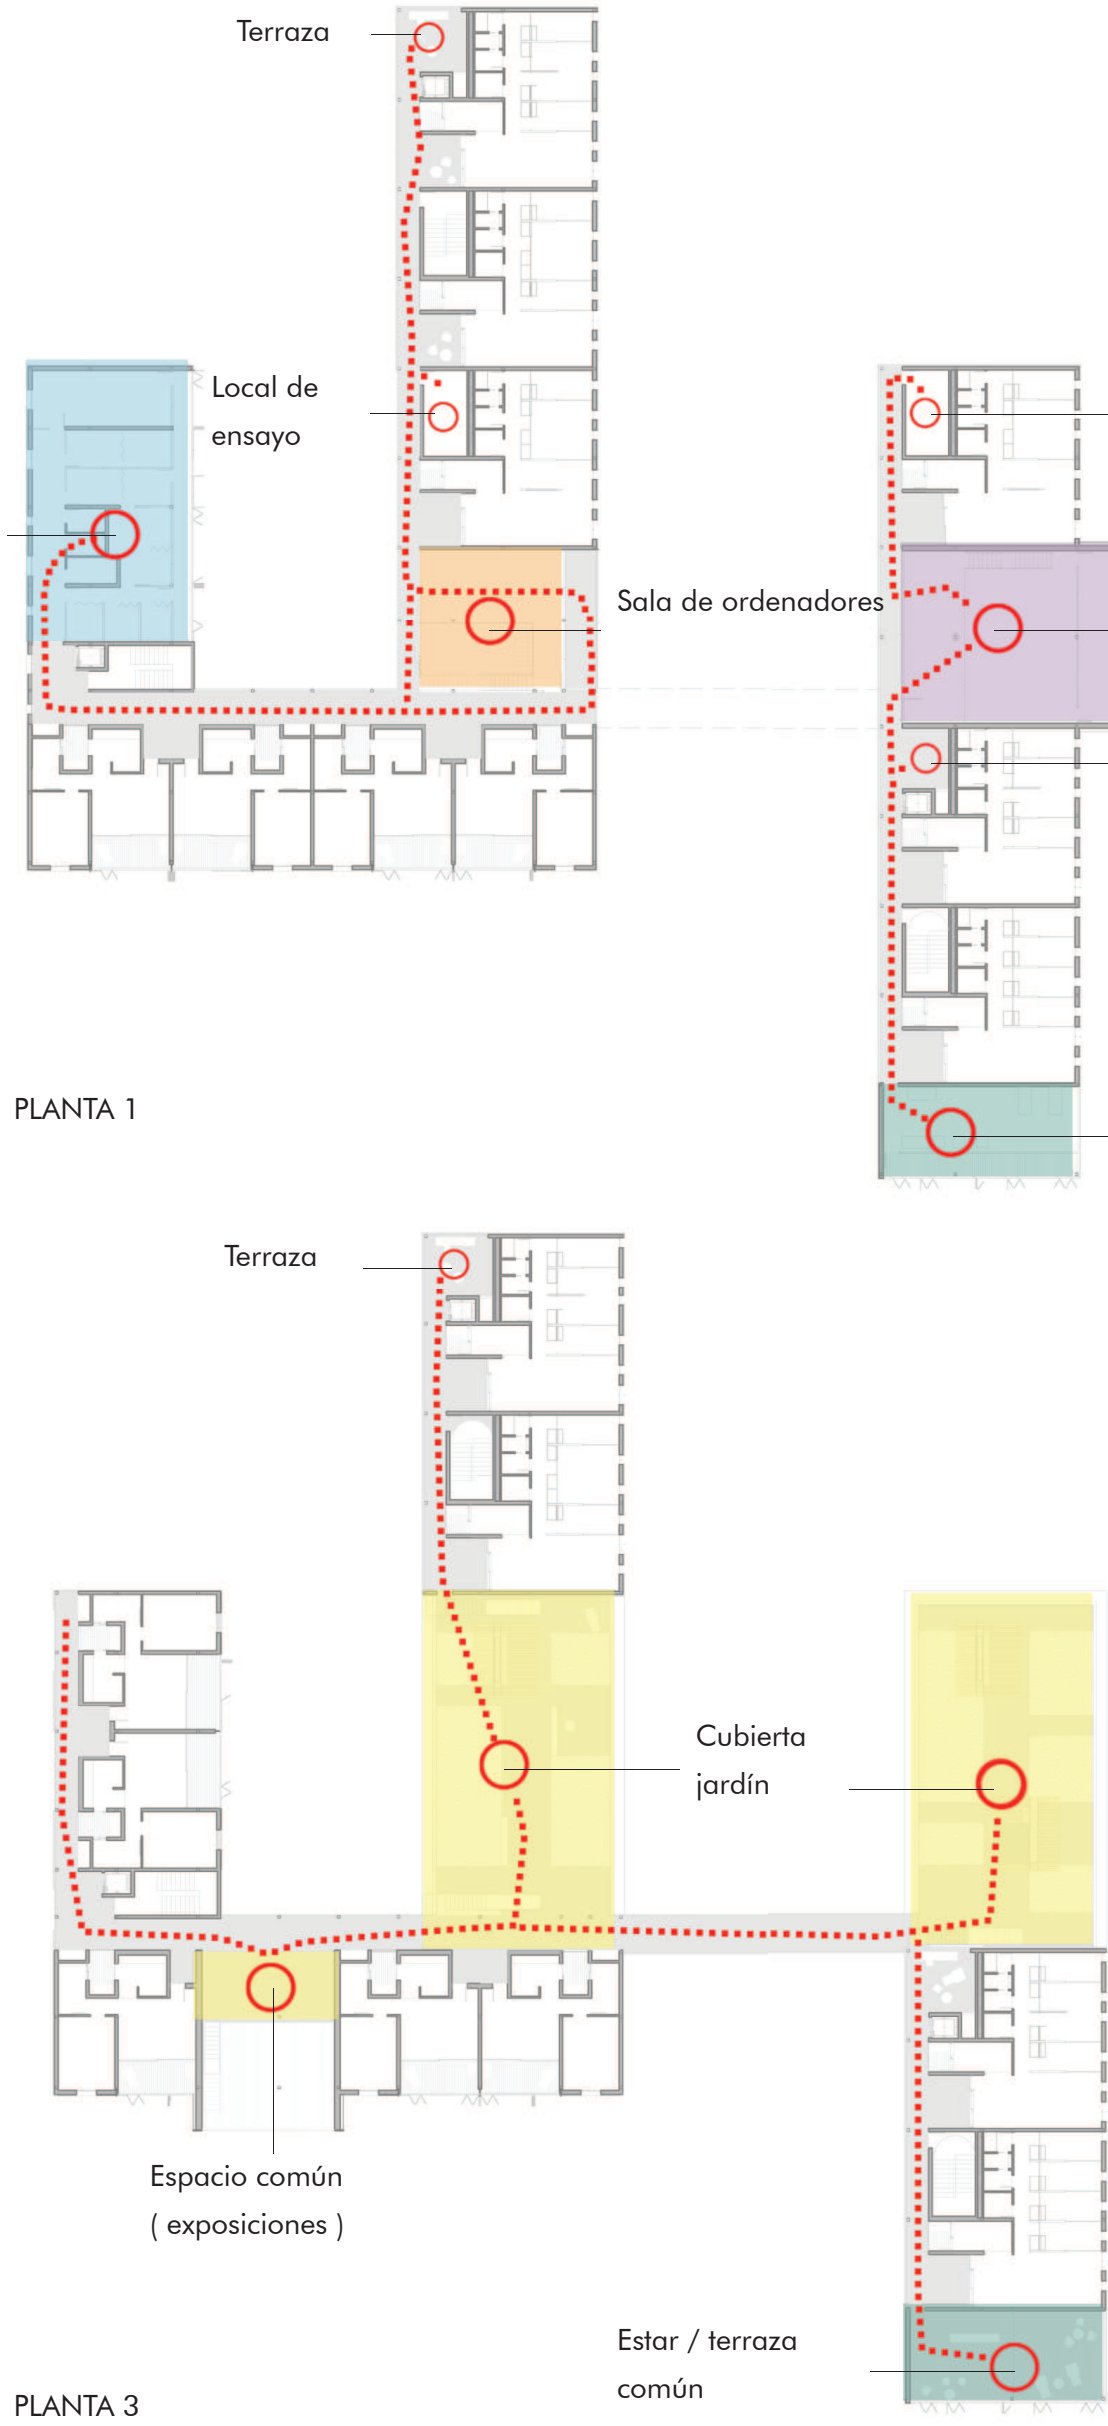 Terraza
Local de
ensayo
Sala de ordenadores
PLANTA 1
Terraza
Cubierta
jardín
Espacio común
( exposiciones )
Estar / terraza
común
PLANTA 3